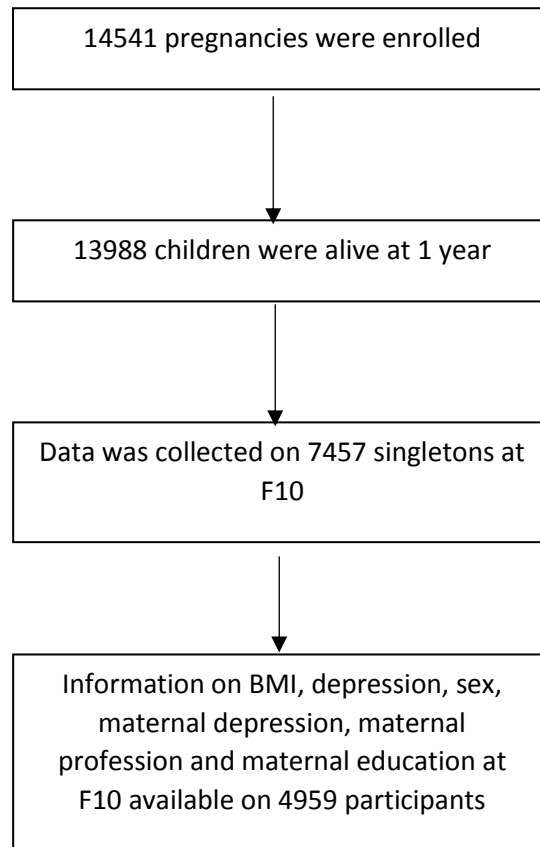 14541 pregnancies were enrolled
13988 children were alive at 1 year
Data was collected on 7457 singletons at
F10
Information on BMI, depression, sex,
maternal depression, maternal
profession and maternal education at
F10 available on 4959 participants